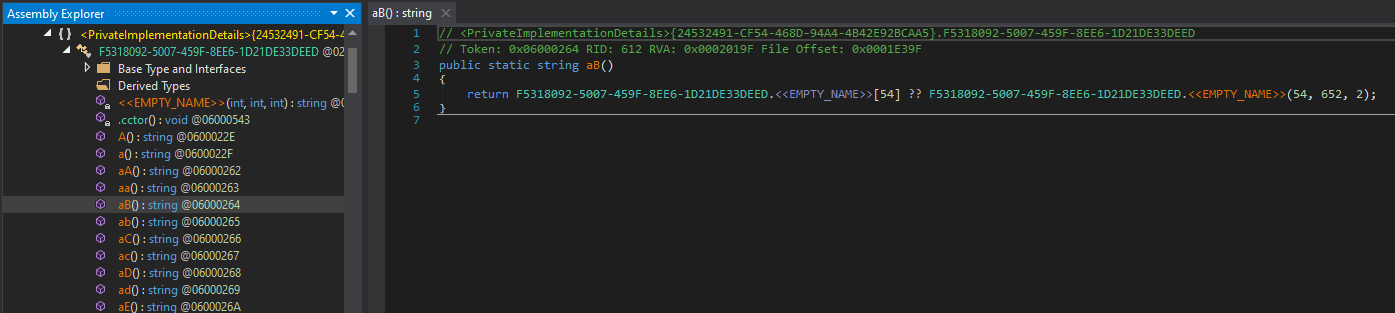 Assembly Explorer
{ } <PrivateImplementationDetails>{24532491-CF54-4
F5318092-5007-459F-8EE6-1D21DE33DEED @02
Base Type and Interfaces
Derived Types
<<EMPTY_NAME>>(int, int, int) : string @0
.cctor() : void @06000543
A() : string @0600022E
a() : string @0600022F
aA() : string @06000262
aa() : string @06000263
aB() : string @06000264
ab() : string @06000265
aC() : string @06000266
ac() : string @06000267
aD() : string @06000268
ad() : string @06000269
aE() : string @0600026A
aB() : string
1 // <PrivateImplementationDetails>{24532491-CF54-468D-94A4-4B42E92BCAA5}.F5318092-5007-459F-8EE6-1D21DE33DEED
2 // Token: 0x06000264 RID: 612 RVA: 0x0002019F File Offset: 0x0001E39F
3 public static string aB()
4 {
5 return F5318092-5007-459F-8EE6-1D21DE33DEED.<<EMPTY_NAME>>[54] ?? F5318092-5007-459F-8EE6-1D21DE33DEED.<<EMPTY_NAME>>(54, 652, 2);
6 }
7